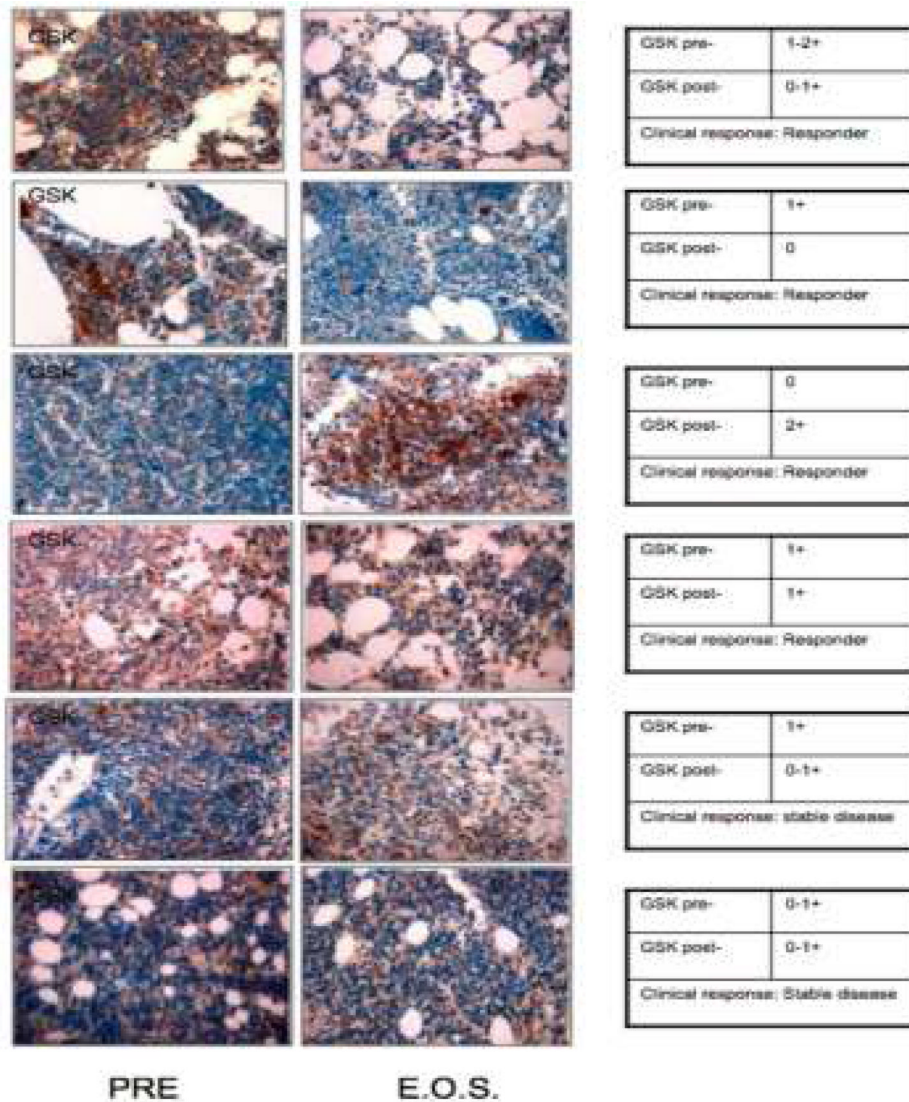 GSK
GSK pre- 1-2+
GSK post- 0-1+
Clinical response: Responder
GSK
GSK pre- 1+
GSK post- 0
Clinical response: Responder
GSK
GSK pre- 0
GSK post- 2+
Clinical response: Responder
GSK
GSK pre- 1+
GSK post- 1+
Clinical response: Responder
GSK
GSK pre- 1+
GSK post- 0-1+
Clinical response: stable disease
GSK
GSK pre- 0-1+
GSK post- 0-1+
Clinical response: Stable disease
PRE E.O.S.